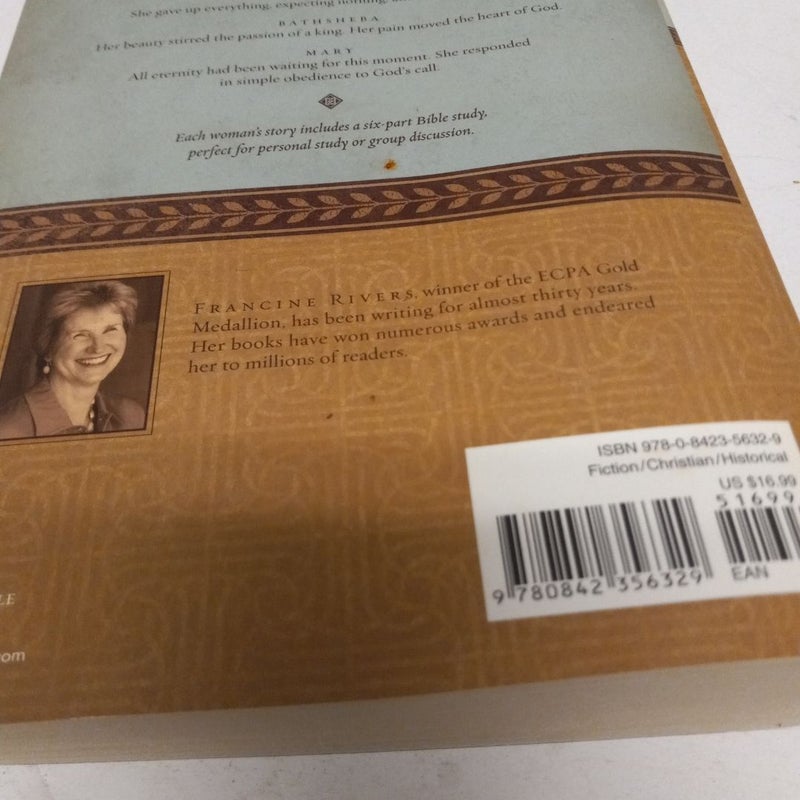 She gave up everything, expecting nothing,
BATHSHEBA
Her beauty stirred the passion of a king. Her pain moved the heart of God.
MARY
All eternity had been waiting for this moment. She responded
in simple obedience to God's call.
Each woman's story includes a six-part Bible study,
perfect for personal study or group discussion.
FRANCINE RIVERS, winner of the ECPA Gold
Medallion, has been writing for almost thirty years.
Her books have won numerous awards and endeared
her to millions of readers.
ISBN 978-0-8423-5632-9
Fiction/Christian/Historical
US $16.99
51699
9 780842 356329
EAN
LE
om